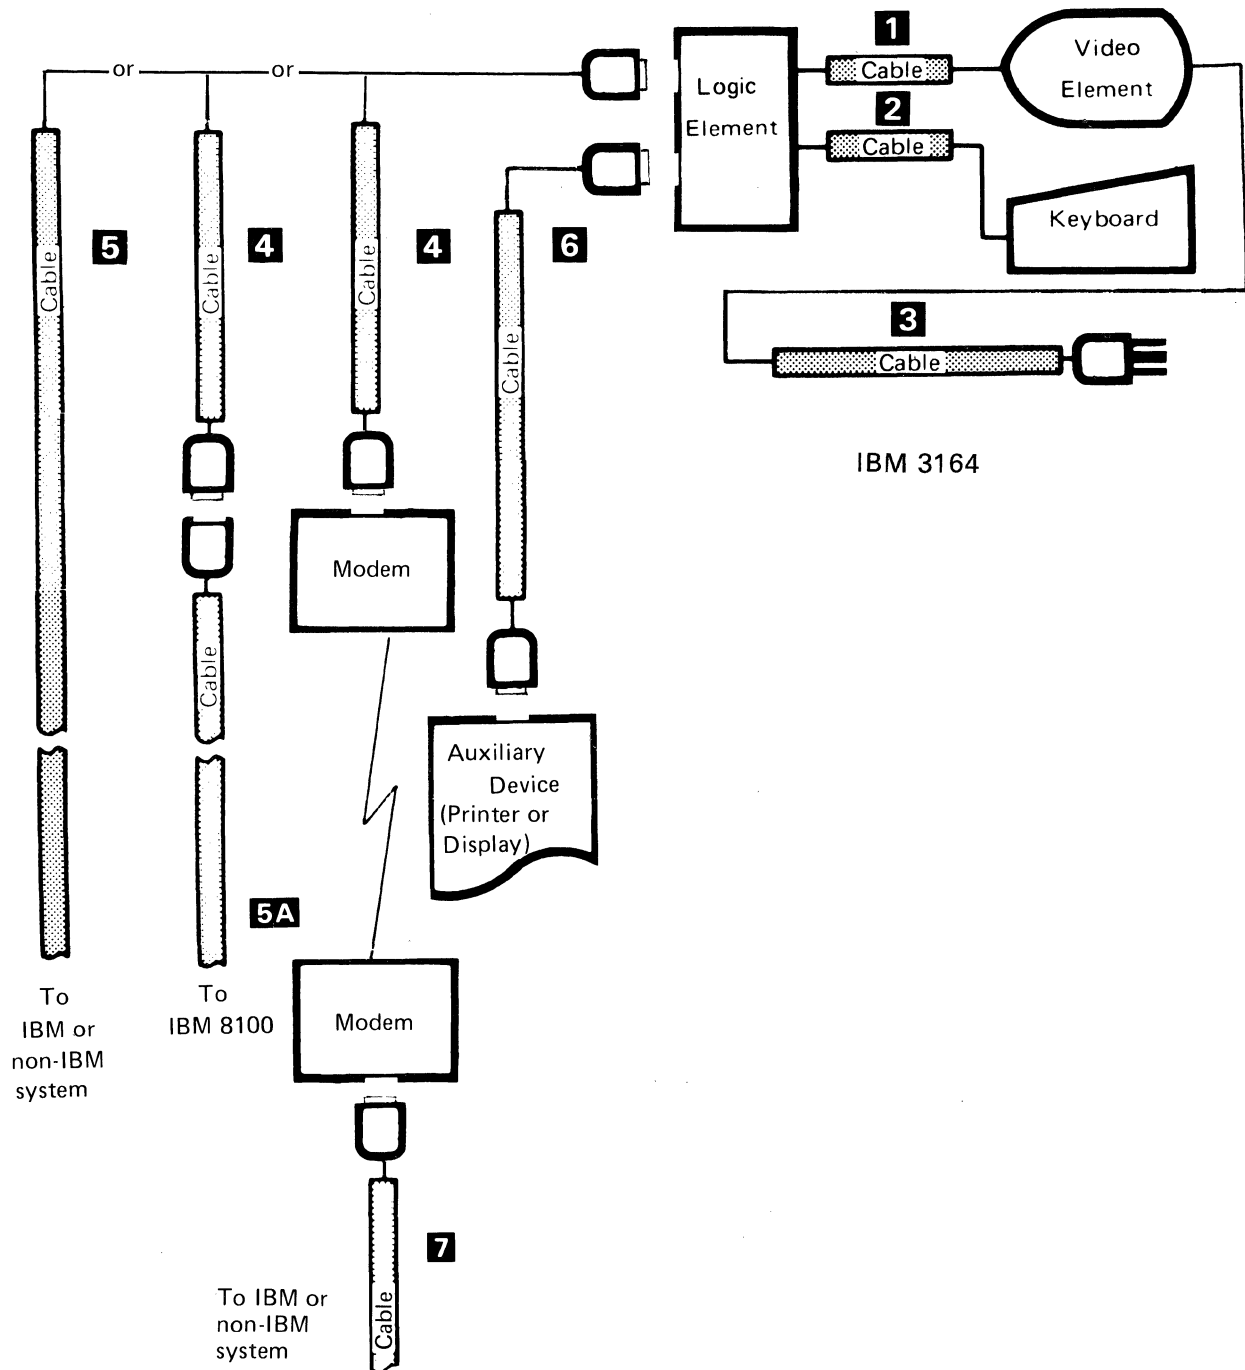 or
or
1
Cable
2
Cable
Logic
Element
Video
Element
Keyboard
3
Cable
IBM 3164
5
Cable
4
Cable
4
Cable
6
Cable
Modem
Cable
Auxiliary
Device
(Printer or
Display)
5A
To
IBM or
non-IBM
system
To
IBM 8100
Modem
7
Cable
To IBM or
non-IBM
system